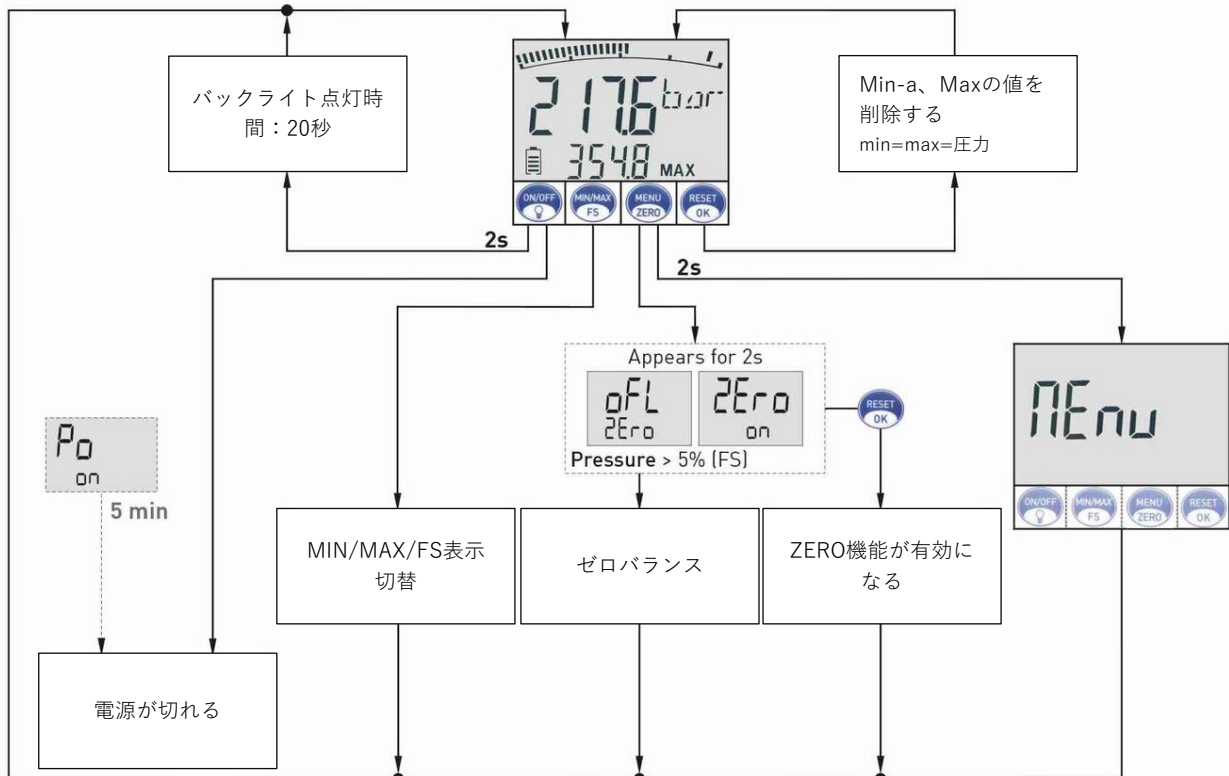 バックライト点灯時
間：20秒
217.6 bar
354.8 MAX
ON/OFF
MIN/MAX
FS
MENU
ZERO
RESET
OK
Min-a、Maxの値を
削除する
min=max=圧力
2s
2s
Appears for 2s
oFL
ZEro
ZEro
on
Pressure > 5% (FS)
RESET
OK
Po
on
5 min
MEnu
ON/OFF
MIN/MAX
FS
MENU
ZERO
RESET
OK
MIN/MAX/FS表示
切替
ゼロバランス
ZERO機能が有効に
なる
電源が切れる